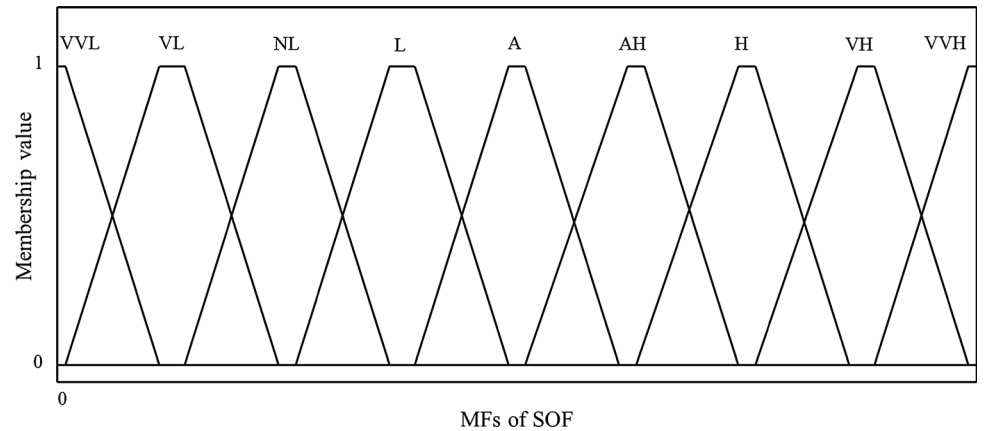 VVL VL NL L A AH H VH VVH
1
Membership value
0
0
MFs of SOF